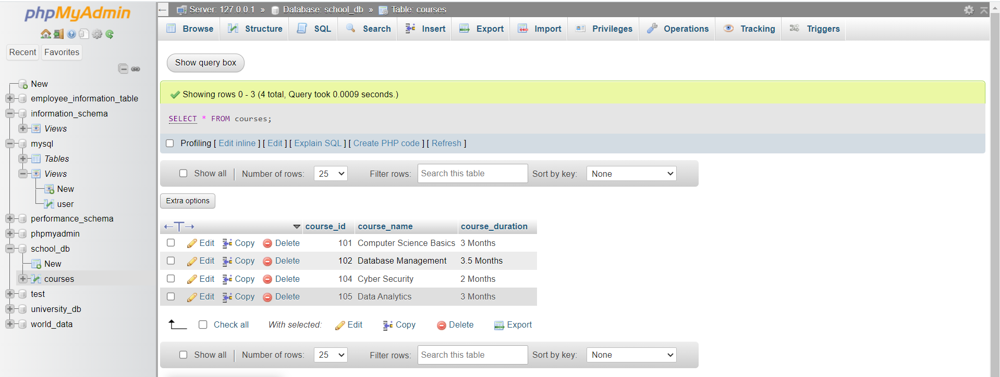 phpMyAdmin
Recent Favorites
New
employee_information_table
information_schema
Views
mysql
Tables
Views
New
user
performance_schema
phpmyadmin
school_db
New
courses
test
university_db
world_data
Server: 127.0.0.1 » Database: school_db » Table: courses
Browse Structure SQL Search Insert Export Import Privileges Operations Tracking Triggers
Show query box
Showing rows 0 - 3 (4 total, Query took 0.0009 seconds.)
SELECT * FROM courses;
Profiling [ Edit inline ] [ Edit ] [ Explain SQL ] [ Create PHP code ] [ Refresh ]
Show all Number of rows: 25 Filter rows: Search this table Sort by key: None
Extra options
course_id course_name course_duration
Edit Copy Delete 101 Computer Science Basics 3 Months
Edit Copy Delete 102 Database Management 3.5 Months
Edit Copy Delete 104 Cyber Security 2 Months
Edit Copy Delete 105 Data Analytics 3 Months
Check all With selected: Edit Copy Delete Export
Show all Number of rows: 25 Filter rows: Search this table Sort by key: None